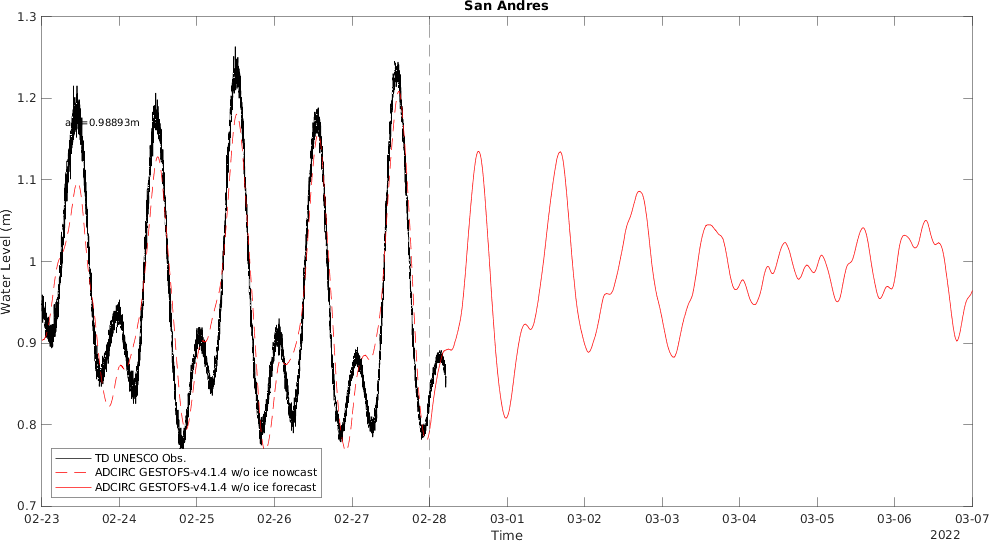 San Andres
1.3
1.2
1.1
1
0.9
0.8
0.7
Water Level (m)
=0.98893m
TD UNESCO Obs.
ADCIRC GESTOFS-v4.1.4 w/o ice nowcast
ADCIRC GESTOFS-v4.1.4 w/o ice forecast
02-23 02-24 02-25 02-26 02-27 02-28 03-01 03-02 03-03 03-04 03-05 03-06 03-07
Time
2022